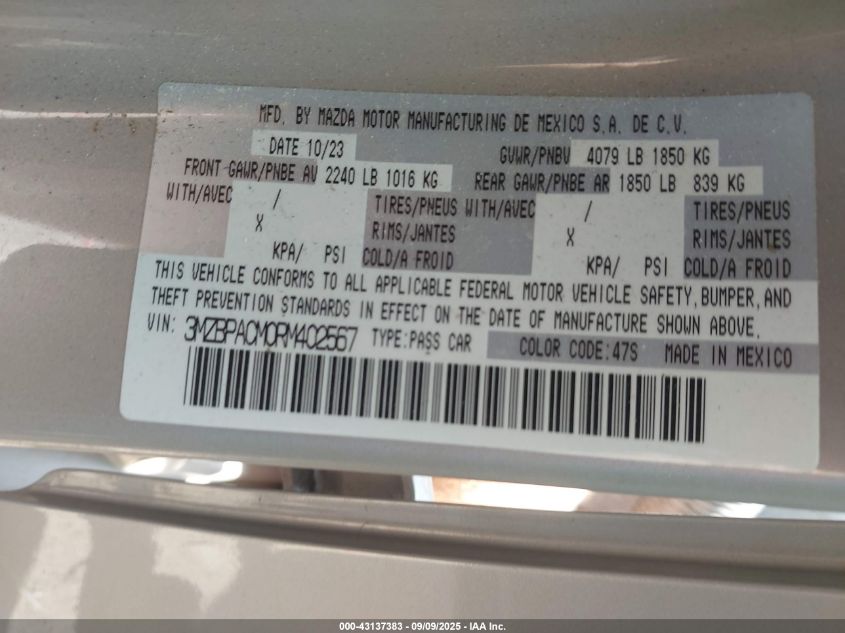 MFD. BY MAZDA MOTOR MANUFACTURING DE MEXICO S.A. DE C.V.
DATE 10/23 GVWR/PNBV 4079 LB 1850 KG
FRONT GAWR/PNBE AV 2240 LB 1016 KG REAR GAWR/PNBE AR 1850 LB 839 KG
WITH/AVEC / TIRES/PNEUS WITH/AVEC / TIRES/PNEUS
X RIMS/JANTES X RIMS/JANTES
KPA/ PSI COLD/A FROID KPA/ PSI COLD/A FROID
THIS VEHICLE CONFORMS TO ALL APPLICABLE FEDERAL MOTOR VEHICLE SAFETY, BUMPER, AND
THEFT PREVENTION STANDARDS IN EFFECT ON THE DATE OF MANUFACTURE SHOWN ABOVE.
VIN: 3MZBPACM0RM402567 TYPE:PASS CAR COLOR CODE:47S MADE IN MEXICO
000-43137383 - 09/09/2025 - IAA Inc.